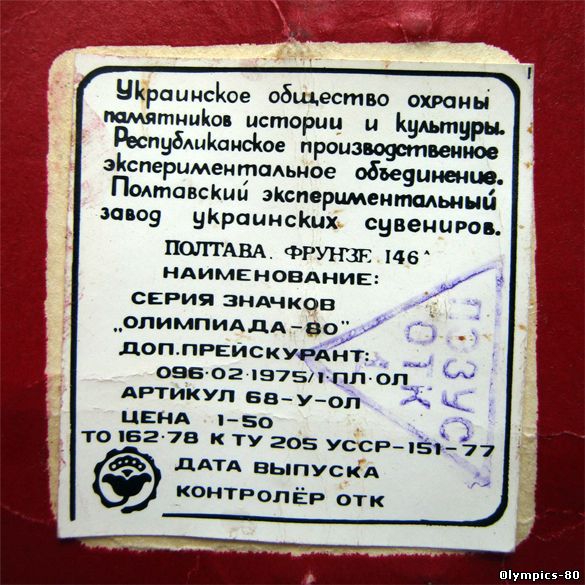 Украинское общество охраны
памятников истории и культуры.
Республиканское производственное
экспериментальное объединение.
Полтавский экспериментальный
завод украинских сувениров.
ПОЛТАВА. ФРУНЗЕ 146^
НАИМЕНОВАНИЕ:
СЕРИЯ ЗНАЧКОВ
„ОЛИМПИАДА-80"
ДОП.ПРЕЙСКУРАНТ:
096·02·1975/1·ПЛ·ОЛ
АРТИКУЛ 68-У-ОЛ
ЦЕНА 1-50
ТО 162·78 К ТУ 205 УССР-151-77
ДАТА ВЫПУСКА
КОНТРОЛЁР ОТК
ПЭЗУС
ОТК
Olympics-80